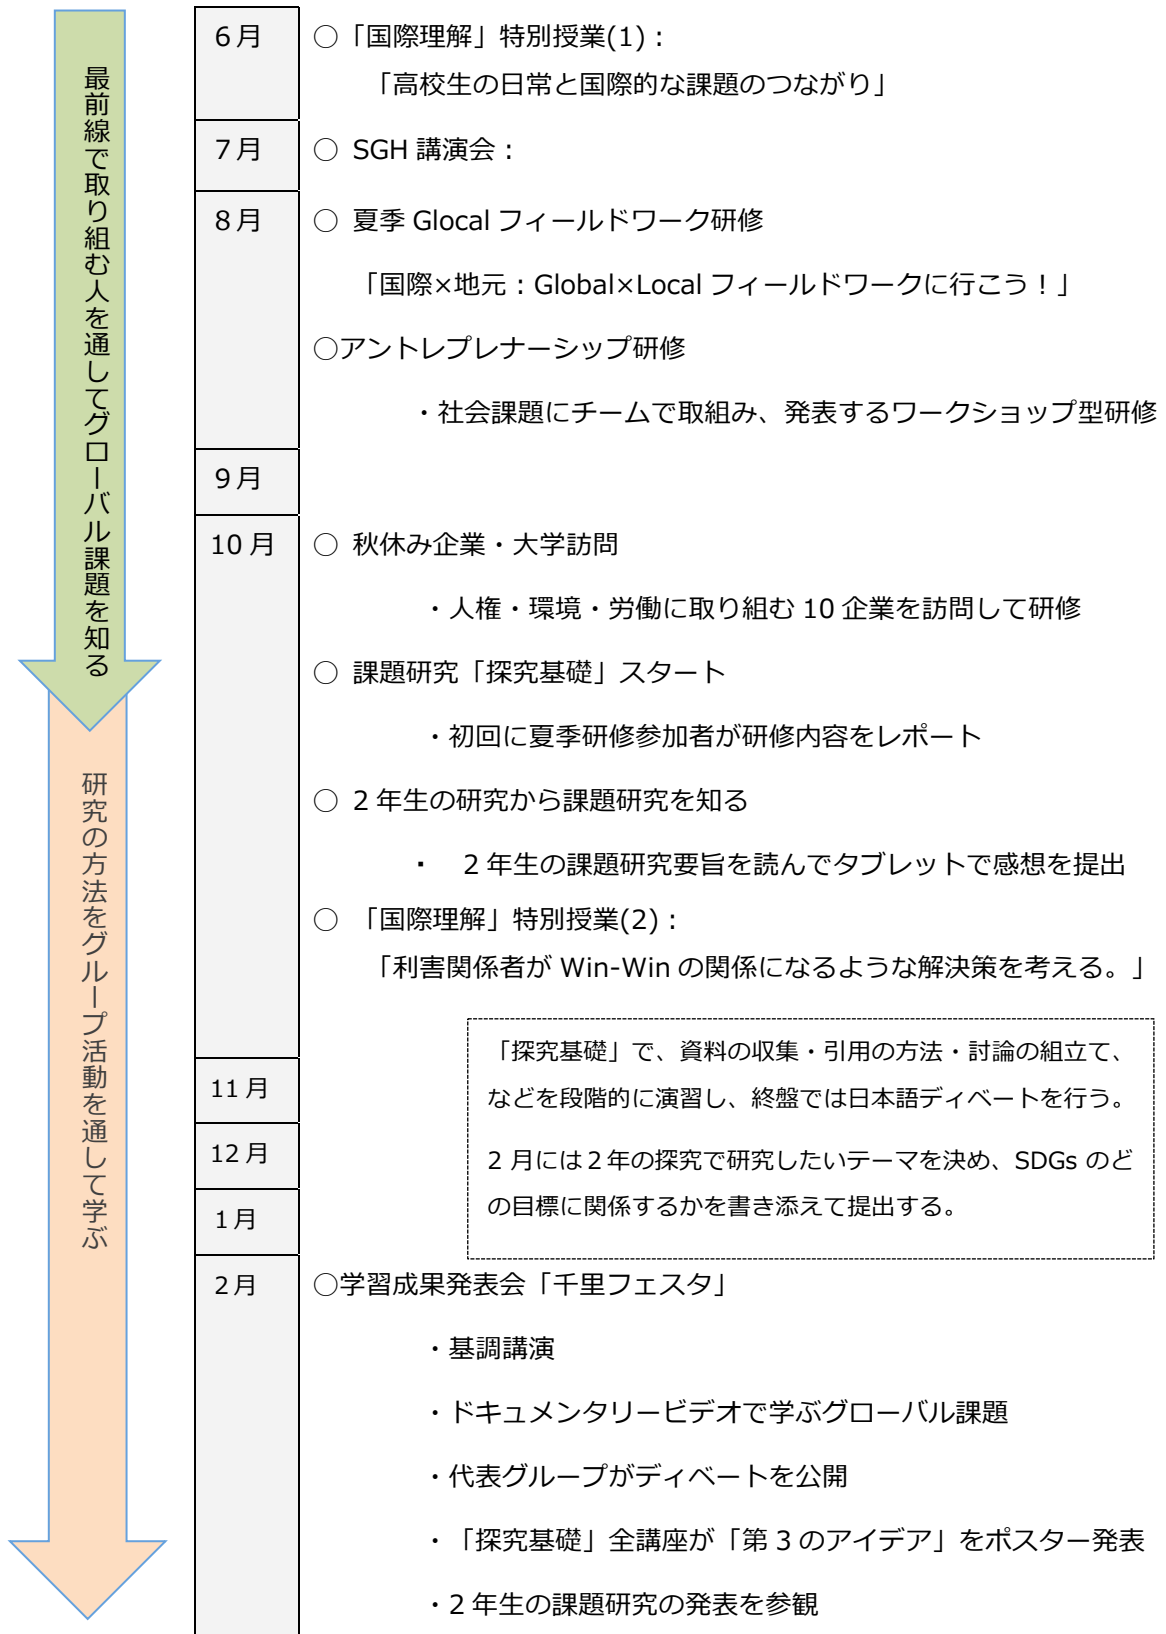 最前線で取り組む人を通してグローバル課題を知る
研究の方法をグループ活動を通して学ぶ
6月
○「国際理解」特別授業(1)：
「高校生の日常と国際的な課題のつながり」
7月
○ SGH 講演会：
8月
○ 夏季 Glocal フィールドワーク研修
「国際×地元：Global×Local フィールドワークに行こう！」
○アントレプレナーシップ研修
・社会課題にチームで取組み、発表するワークショップ型研修
9月
10 月
○ 秋休み企業・大学訪問
・人権・環境・労働に取り組む 10 企業を訪問して研修
○ 課題研究「探究基礎」スタート
・初回に夏季研修参加者が研修内容をレポート
○ 2 年生の研究から課題研究を知る
・ 2 年生の課題研究要旨を読んでタブレットで感想を提出
○ 「国際理解」特別授業(2)：
「利害関係者が Win-Win の関係になるような解決策を考える。」
「探究基礎」で、資料の収集・引用の方法・討論の組立て、
などを段階的に演習し、終盤では日本語ディベートを行う。
2 月には２年の探究で研究したいテーマを決め、SDGs のど
の目標に関係するかを書き添えて提出する。
11 月
12 月
1月
2月
○学習成果発表会「千里フェスタ」
・基調講演
・ドキュメンタリービデオで学ぶグローバル課題
・代表グループがディベートを公開
・「探究基礎」全講座が「第 3 のアイデア」をポスター発表
・2 年生の課題研究の発表を参観